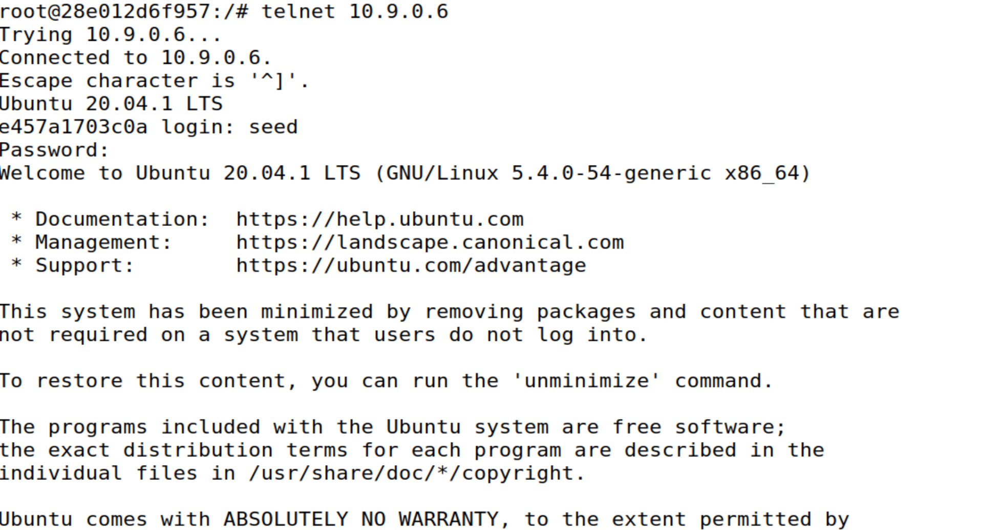 root@28e012d6f957:/# telnet 10.9.0.6
Trying 10.9.0.6...
Connected to 10.9.0.6.
Escape character is '^]'.
Ubuntu 20.04.1 LTS
e457a1703c0a login: seed
Password:
Welcome to Ubuntu 20.04.1 LTS (GNU/Linux 5.4.0-54-generic x86_64)

 * Documentation:  https://help.ubuntu.com
 * Management:     https://landscape.canonical.com
 * Support:        https://ubuntu.com/advantage

This system has been minimized by removing packages and content that are
not required on a system that users do not log into.

To restore this content, you can run the 'unminimize' command.

The programs included with the Ubuntu system are free software;
the exact distribution terms for each program are described in the
individual files in /usr/share/doc/*/copyright.

Ubuntu comes with ABSOLUTELY NO WARRANTY, to the extent permitted by